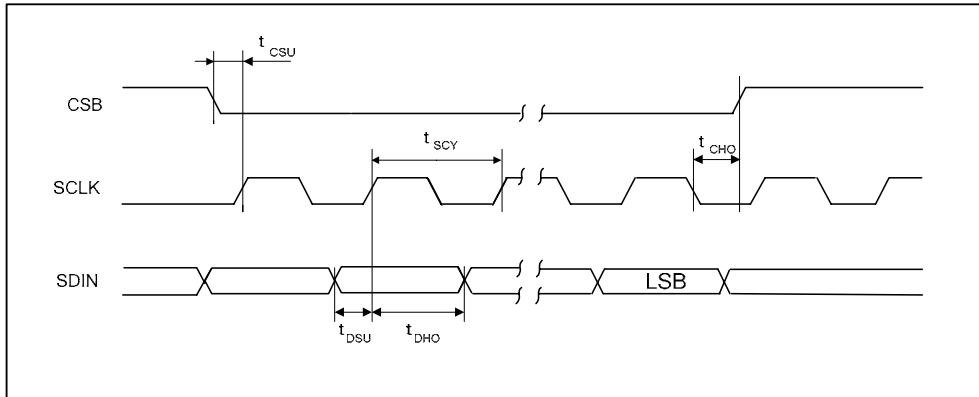 t CSU
CSB
t SCY
t CHO
SCLK
SDIN
LSB
t DSU
t DHO